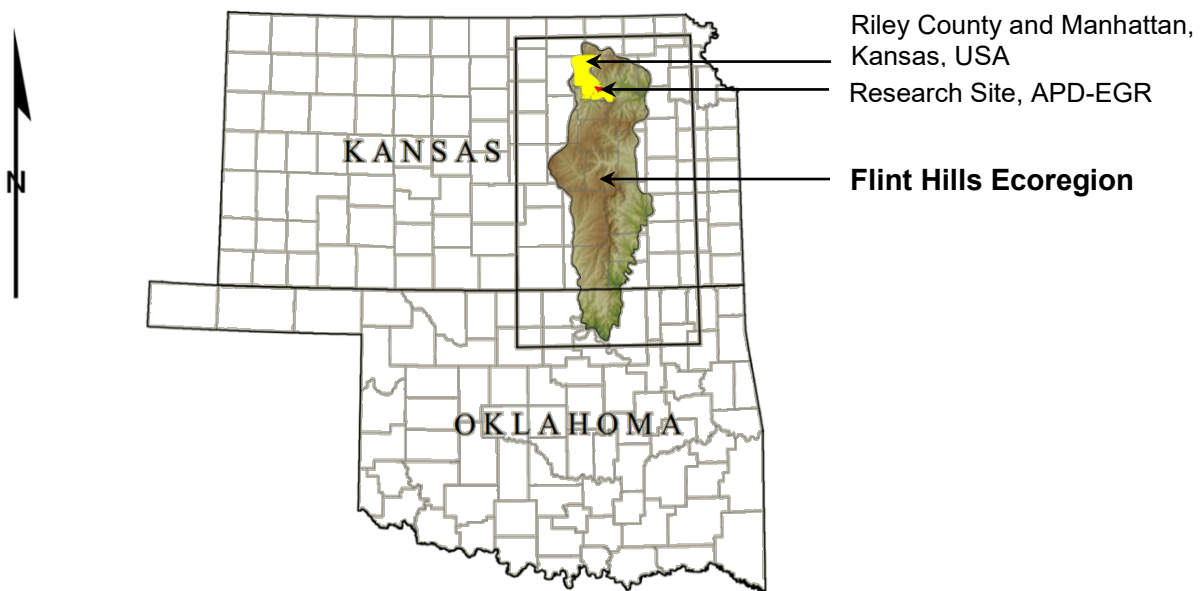 Riley County and Manhattan,
Kansas, USA
Research Site, APD-EGR
KANSAS
N
Flint Hills Ecoregion
OKLAHOMA